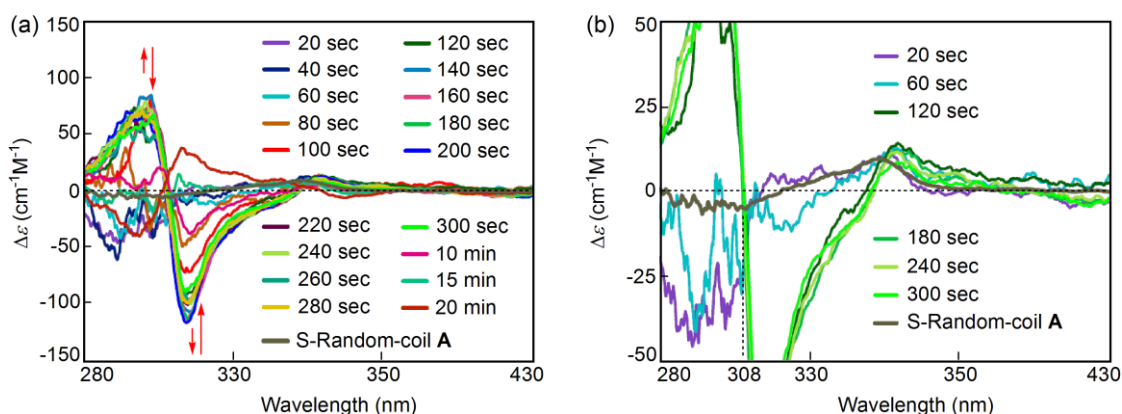 (a)
Δε (cm⁻¹M⁻¹)
150
100
50
0
-50
-100
-150
20 sec
40 sec
60 sec
80 sec
100 sec
120 sec
140 sec
160 sec
180 sec
200 sec
220 sec
240 sec
260 sec
280 sec
300 sec
10 min
15 min
20 min
S-Random-coil A
280 330 350 430
Wavelength (nm)
(b)
Δε (cm⁻¹M⁻¹)
50
25
0
-25
-50
20 sec
60 sec
120 sec
180 sec
240 sec
300 sec
S-Random-coil A
280 308 330 350 430
Wavelength (nm)